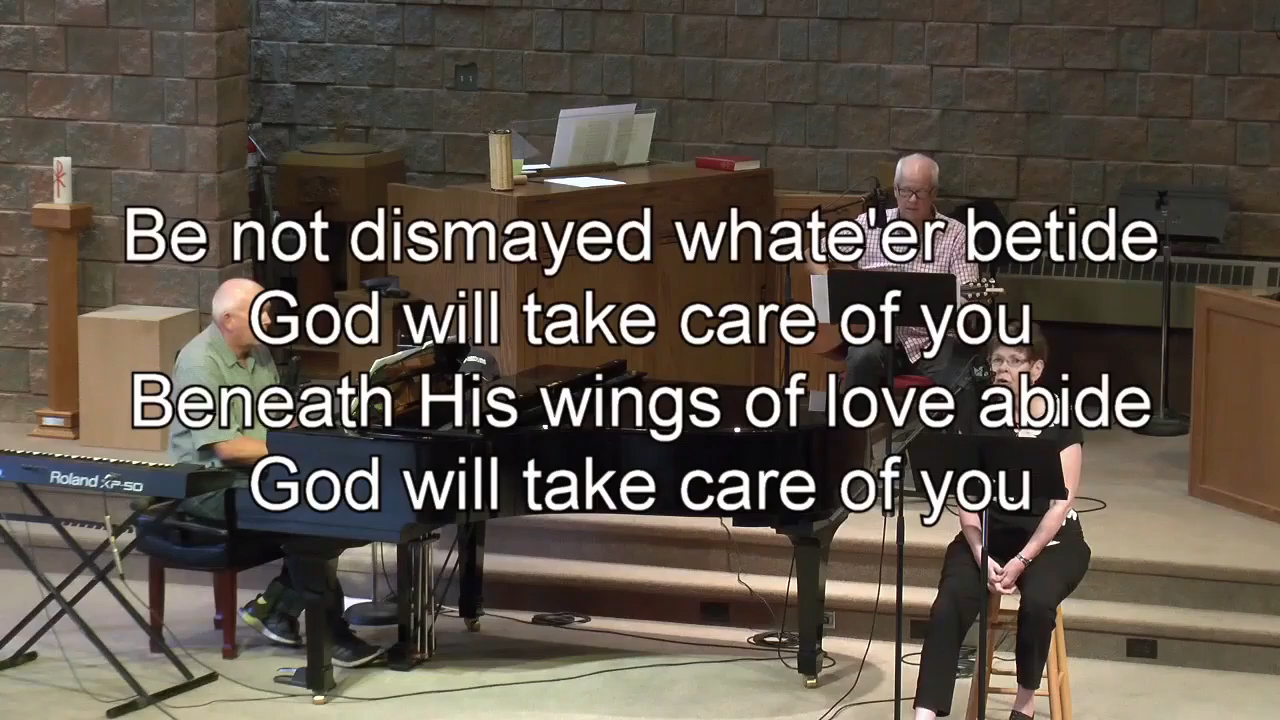 Be not dismayed whate'er betide
God will take care of you
Beneath His wings of love abide
God will take care of you
Roland XP-50